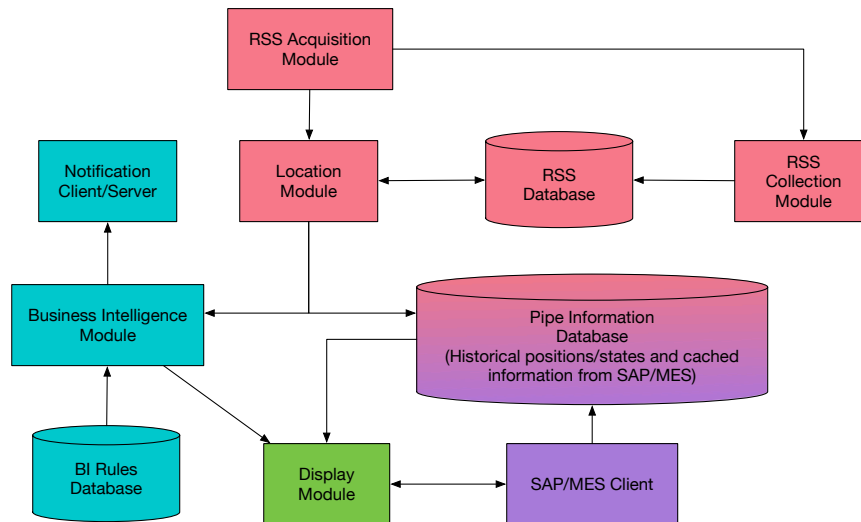 RSS Acquisition
Module
Notification
Client/Server
Location
Module
RSS
Database
RSS
Collection
Module
Business Intelligence
Module
Pipe Information
Database
(Historical positions/states and cached
information from SAP/MES)
BI Rules
Database
Display
Module
SAP/MES Client